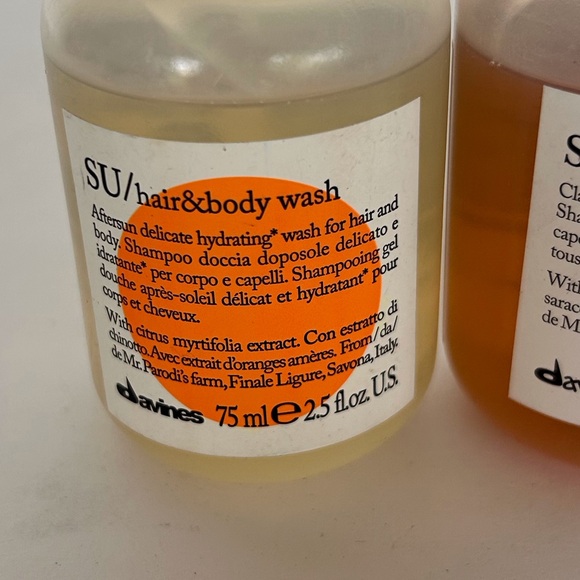 SU/hair&body wash
Aftersun delicate hydrating* wash for hair and
body. Shampoo doccia doposole delicato e
idratante* per corpo e capelli. Shampooing gel
douche après-soleil délicat et hydratant* pour
corps et cheveux.
With citrus myrtifolia extract. Con estratto di
chinotto. Avec extrait d'oranges amères. From/da/
de Mr. Parodi's farm, Finale Ligure, Savona, Italy.
davines 75 ml e 2.5 fl.oz. U.S.
S
Cla
Sha
cape
tous
With
sarac
de M
da